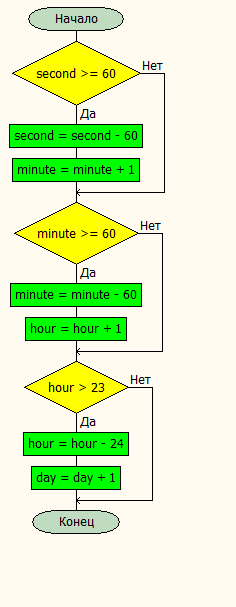 Начало
second >= 60
Нет
Да
second = second - 60
minute = minute + 1
minute >= 60
Нет
Да
minute = minute - 60
hour = hour + 1
hour > 23
Нет
Да
hour = hour - 24
day = day + 1
Конец